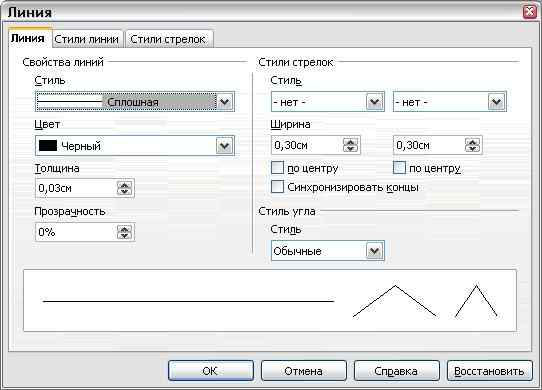 Линия
Линия Стили линии Стили стрелок
Свойства линий
Стиль
Сплошная
Цвет
Черный
Толщина
0,03см
Прозрачность
0%
Стили стрелок
Стиль
- нет - - нет -
Ширина
0,30см 0,30см
по центру по центру
Синхронизировать концы
Стиль угла
Стиль
Обычные
ОК Отмена Справка Восстановить